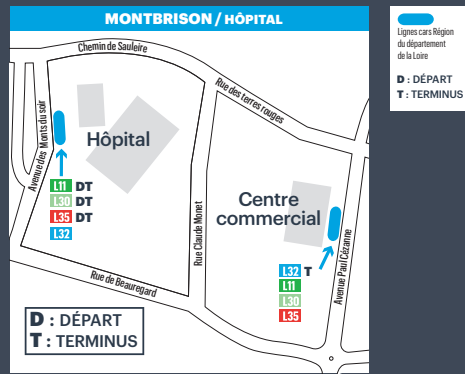 MONTBRISON / HÔPITAL
Chemin de Sauleire
Rue des terres rouges
Avenue des Monts du soir
Hôpital
L11 DT
L30 DT
L35 DT
L32
Rue Claude Monet
Centre
commercial
L32 T
L11
L30
L35
Avenue Paul Cézanne
Rue de Beauregard
D : DÉPART
T : TERMINUS
Lignes cars Région
du département
de la Loire
D : DÉPART
T : TERMINUS